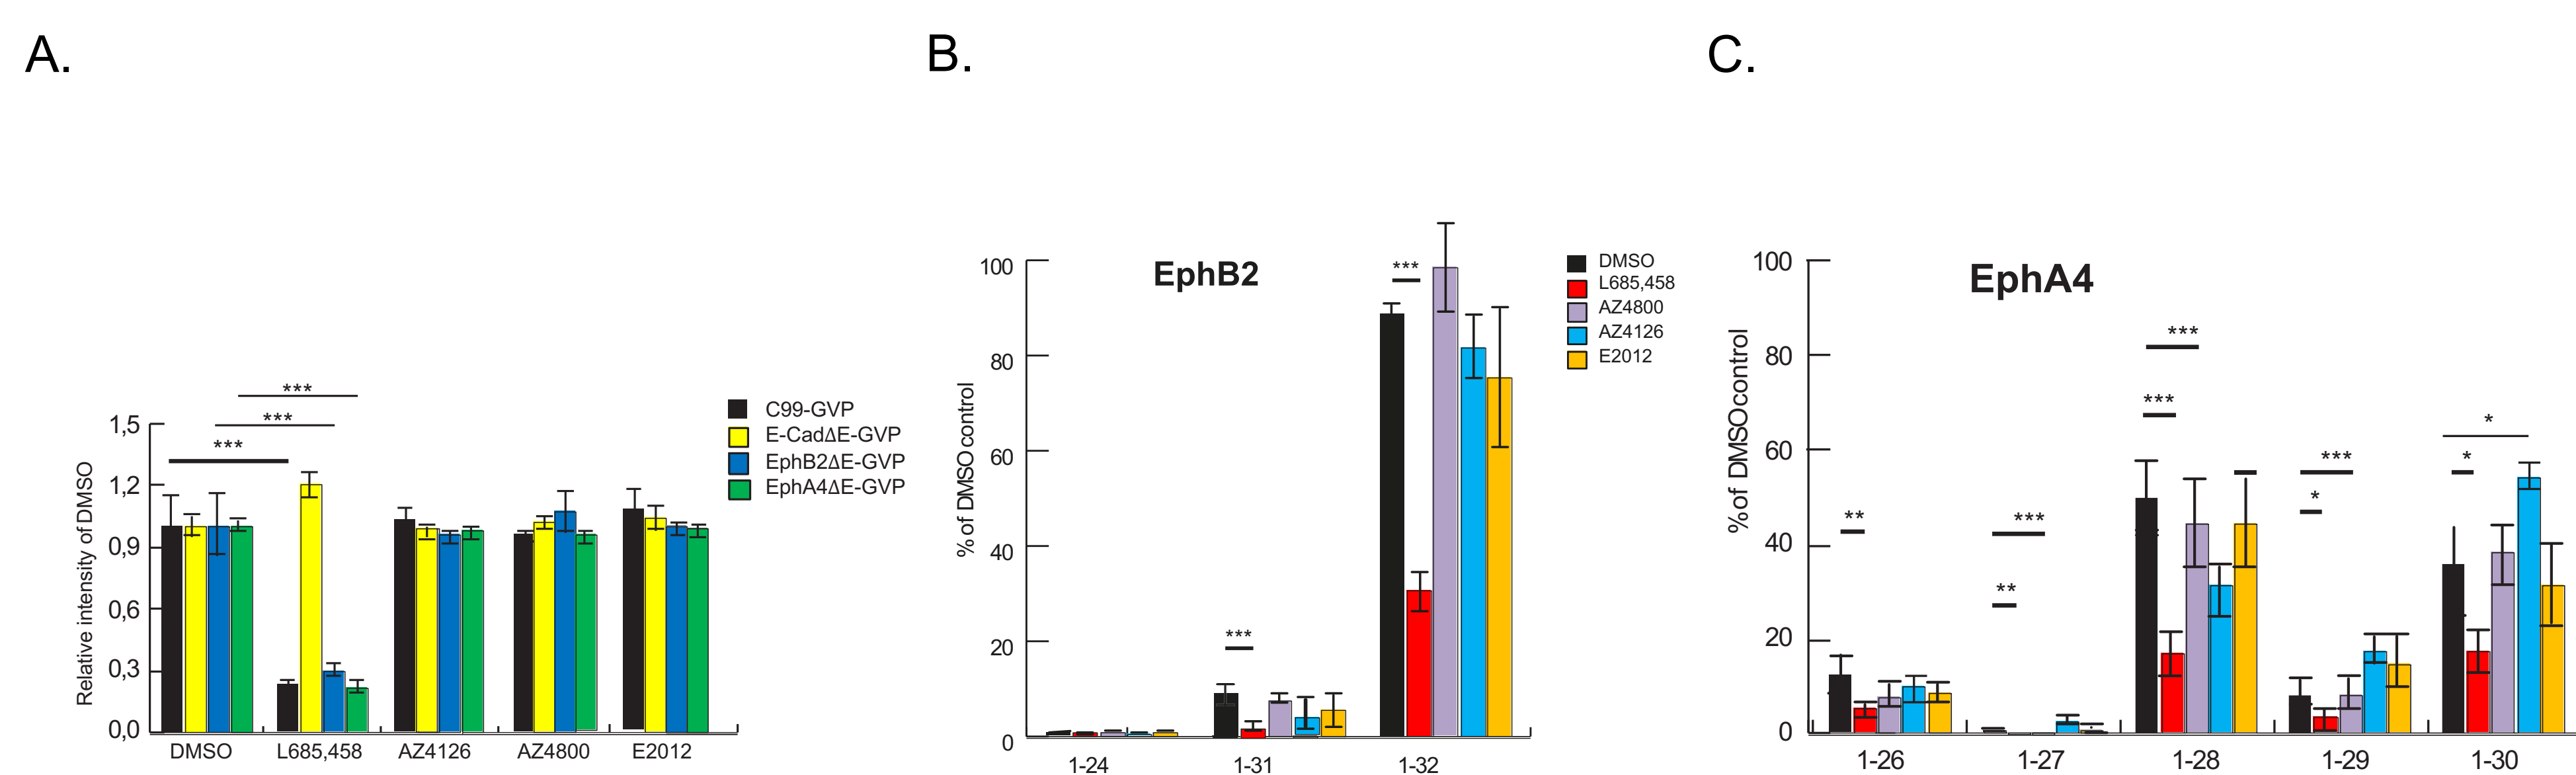 A.
***
***
***
1,5
1,2
0,9
0,6
0,3
0,0
Relative intensity of DMSO
DMSO
L685,458
AZ4126
AZ4800
E2012
C99-GVP
E-CadΔE-GVP
EphB2ΔE-GVP
EphA4ΔE-GVP
B.
EphB2
100
80
60
40
20
0
% of DMSO control
***
***
1-24
1-31
1-32
DMSO
L685,458
AZ4800
AZ4126
E2012
C.
EphA4
100
80
60
40
20
0
% of DMSO control
**
***
**
***
***
***
*
*
*
1-26
1-27
1-28
1-29
1-30